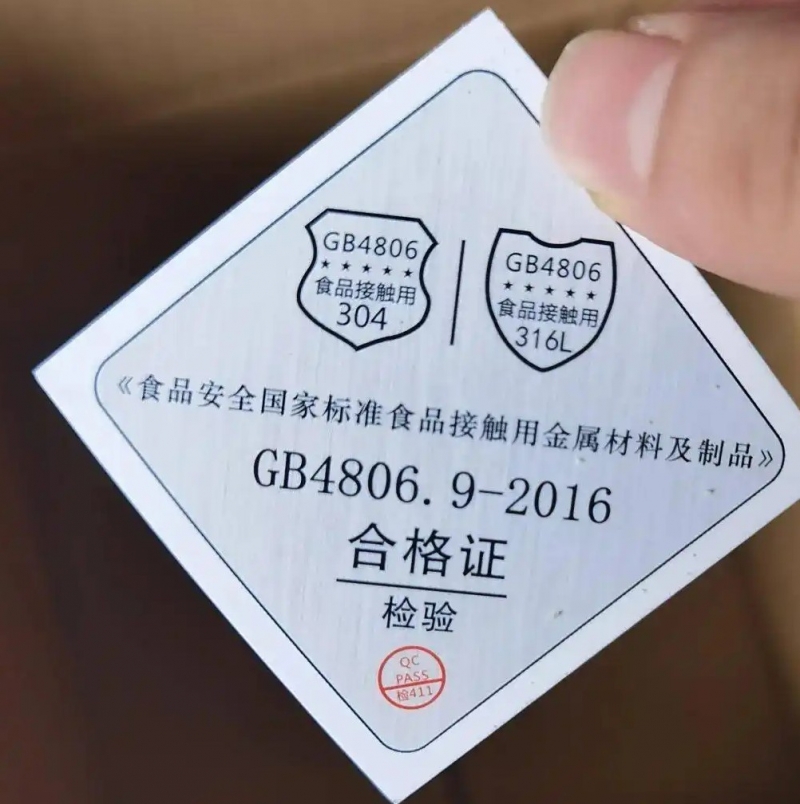 GB4806
★★★★★
食品接触用
304
GB4806
★★★★★
食品接触用
316L
《食品安全国家标准食品接触用金属材料及制品》
GB4806.9-2016
合格证
检验
QC
PASS
检411